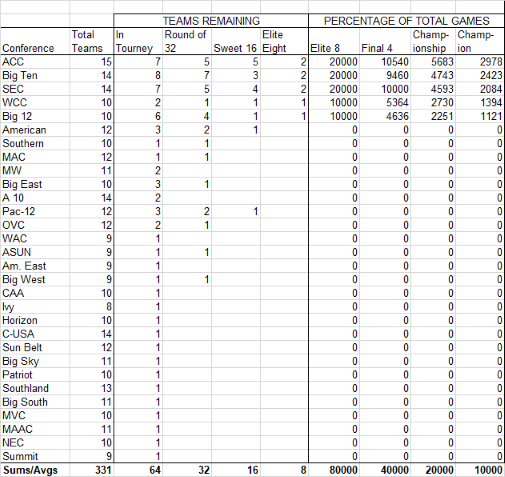 TEAMS REMAINING PERCENTAGE OF TOTAL GAMES
Total In Round of Elite Champ- Champ-
Conference Teams Tourney 32 Sweet 16 Eight Elite 8 Final 4 ionship ion
ACC 15 7 5 5 2 20000 10540 5683 2978
Big Ten 14 8 7 3 2 20000 9460 4743 2423
SEC 14 7 5 4 2 20000 10000 4593 2084
WCC 10 2 1 1 1 10000 5364 2730 1394
Big 12 10 6 4 1 1 10000 4636 2251 1121
American 12 3 2 1 0 0 0 0
Southern 10 1 1 0 0 0 0
MAC 12 1 1 0 0 0 0
MW 11 2 0 0 0 0
Big East 10 3 1 0 0 0 0
A 10 14 2 0 0 0 0
Pac-12 12 3 2 1 0 0 0 0
OVC 12 2 1 0 0 0 0
WAC 9 1 0 0 0 0
ASUN 9 1 1 0 0 0 0
Am. East 9 1 0 0 0 0
Big West 9 1 1 0 0 0 0
CAA 10 1 0 0 0 0
Ivy 8 1 0 0 0 0
Horizon 10 1 0 0 0 0
C-USA 14 1 0 0 0 0
Sun Belt 12 1 0 0 0 0
Big Sky 11 1 0 0 0 0
Patriot 10 1 0 0 0 0
Southland 13 1 0 0 0 0
Big South 11 1 0 0 0 0
MVC 10 1 0 0 0 0
MAAC 11 1 0 0 0 0
NEC 10 1 0 0 0 0
Summit 9 1 0 0 0 0
Sums/Avgs 331 64 32 16 8 80000 40000 20000 10000